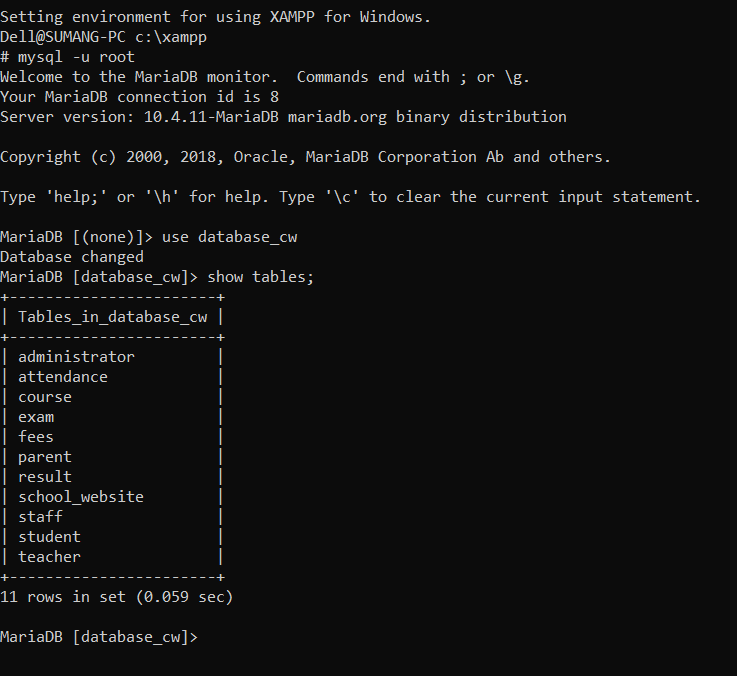 Setting environment for using XAMPP for Windows.
Dell@SUMANG-PC c:\xampp
# mysql -u root
Welcome to the MariaDB monitor.  Commands end with ; or \g.
Your MariaDB connection id is 8
Server version: 10.4.11-MariaDB mariadb.org binary distribution

Copyright (c) 2000, 2018, Oracle, MariaDB Corporation Ab and others.

Type 'help;' or '\h' for help. Type '\c' to clear the current input statement.

MariaDB [(none)]> use database_cw
Database changed
MariaDB [database_cw]> show tables;
+-----------------------+
| Tables_in_database_cw |
+-----------------------+
| administrator         |
| attendance            |
| course                |
| exam                  |
| fees                  |
| parent                |
| result                |
| school_website        |
| staff                 |
| student               |
| teacher               |
+-----------------------+
11 rows in set (0.059 sec)

MariaDB [database_cw]>